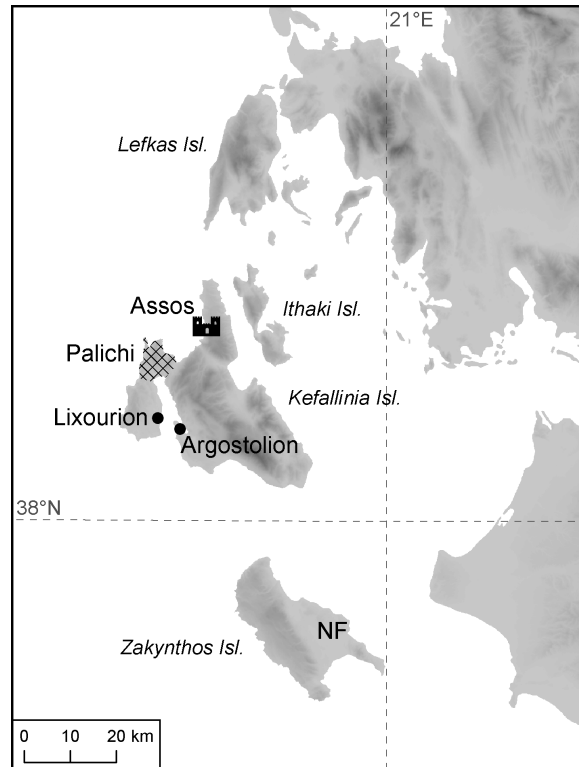 21°E
Lefkas Isl.
Assos
Ithaki Isl.
Palichi
Kefallinia Isl.
Lixourion
Argostolion
38°N
NF
Zakynthos Isl.
0 10 20 km